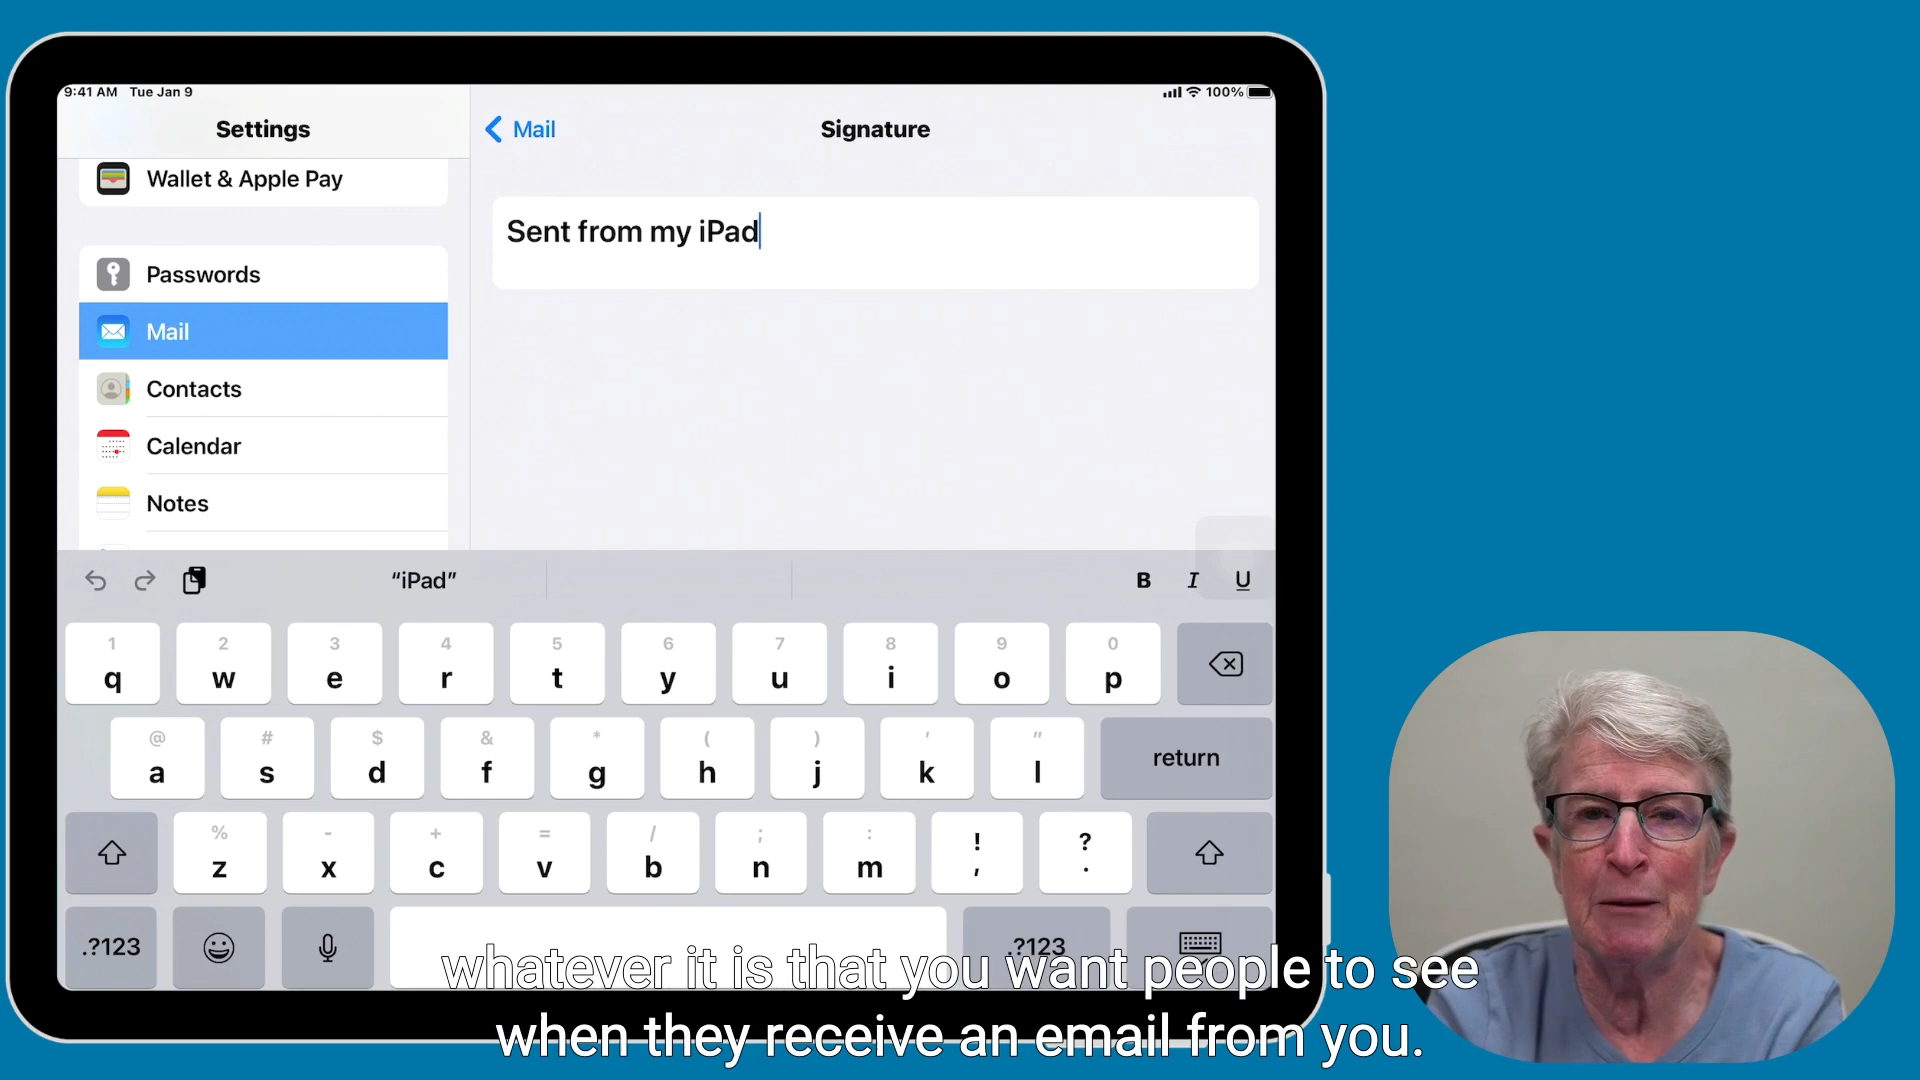 9:41 AM Tue Jan 9
100%
Settings
Mail
Signature
Wallet & Apple Pay
Sent from my iPad
Passwords
Mail
Contacts
Calendar
Notes
“iPad”
B I U
1 2 3 4 5 6 7 8 9 0
q w e r t y u i o p
@ # $ & * ( ) ' "
a s d f g h j k l return
% - + = / ; : ! ?
z x c v b n m , .
.?123 .?123
whatever it is that you want people to see
when they receive an email from you.